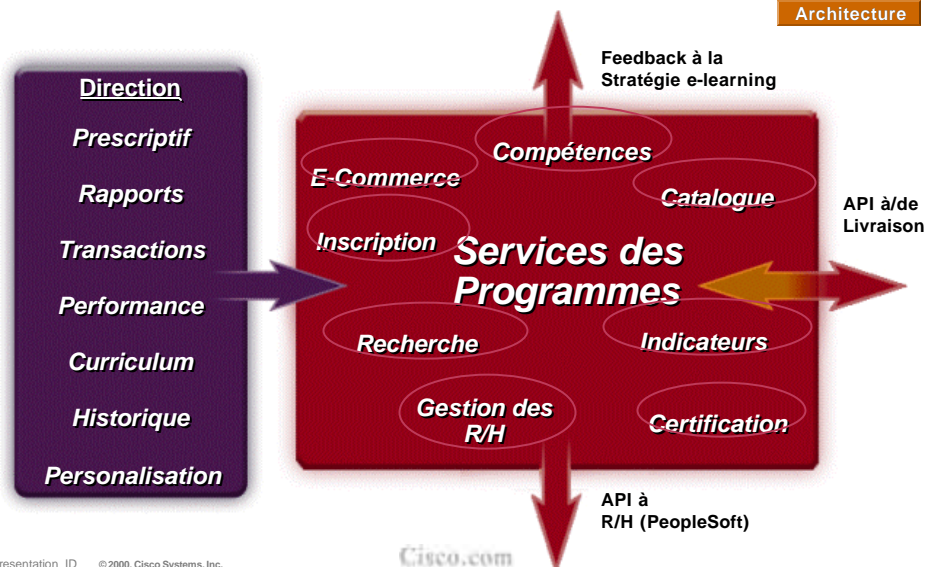 Architecture
Feedback à la
Stratégie e-learning
Direction
Prescriptif
Rapports
Transactions
Performance
Curriculum
Historique
Personalisation
Compétences
E-Commerce
Catalogue
Inscription
Services des
Programmes
Recherche
Indicateurs
Gestion des
R/H
Certification
API à/de
Livraison
API à
R/H (PeopleSoft)
resentation_ID © 2000, Cisco Systems, Inc.
Cisco.com